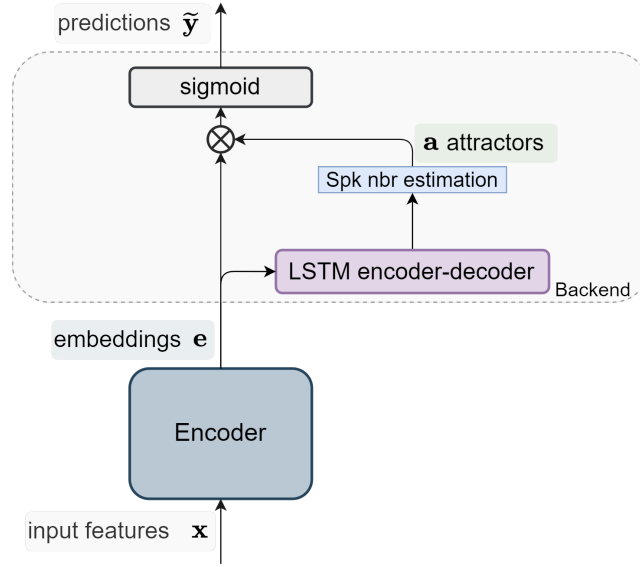 predictions ỹ
sigmoid
a attractors
Spk nbr estimation
LSTM encoder-decoder
Backend
embeddings e
Encoder
input features x